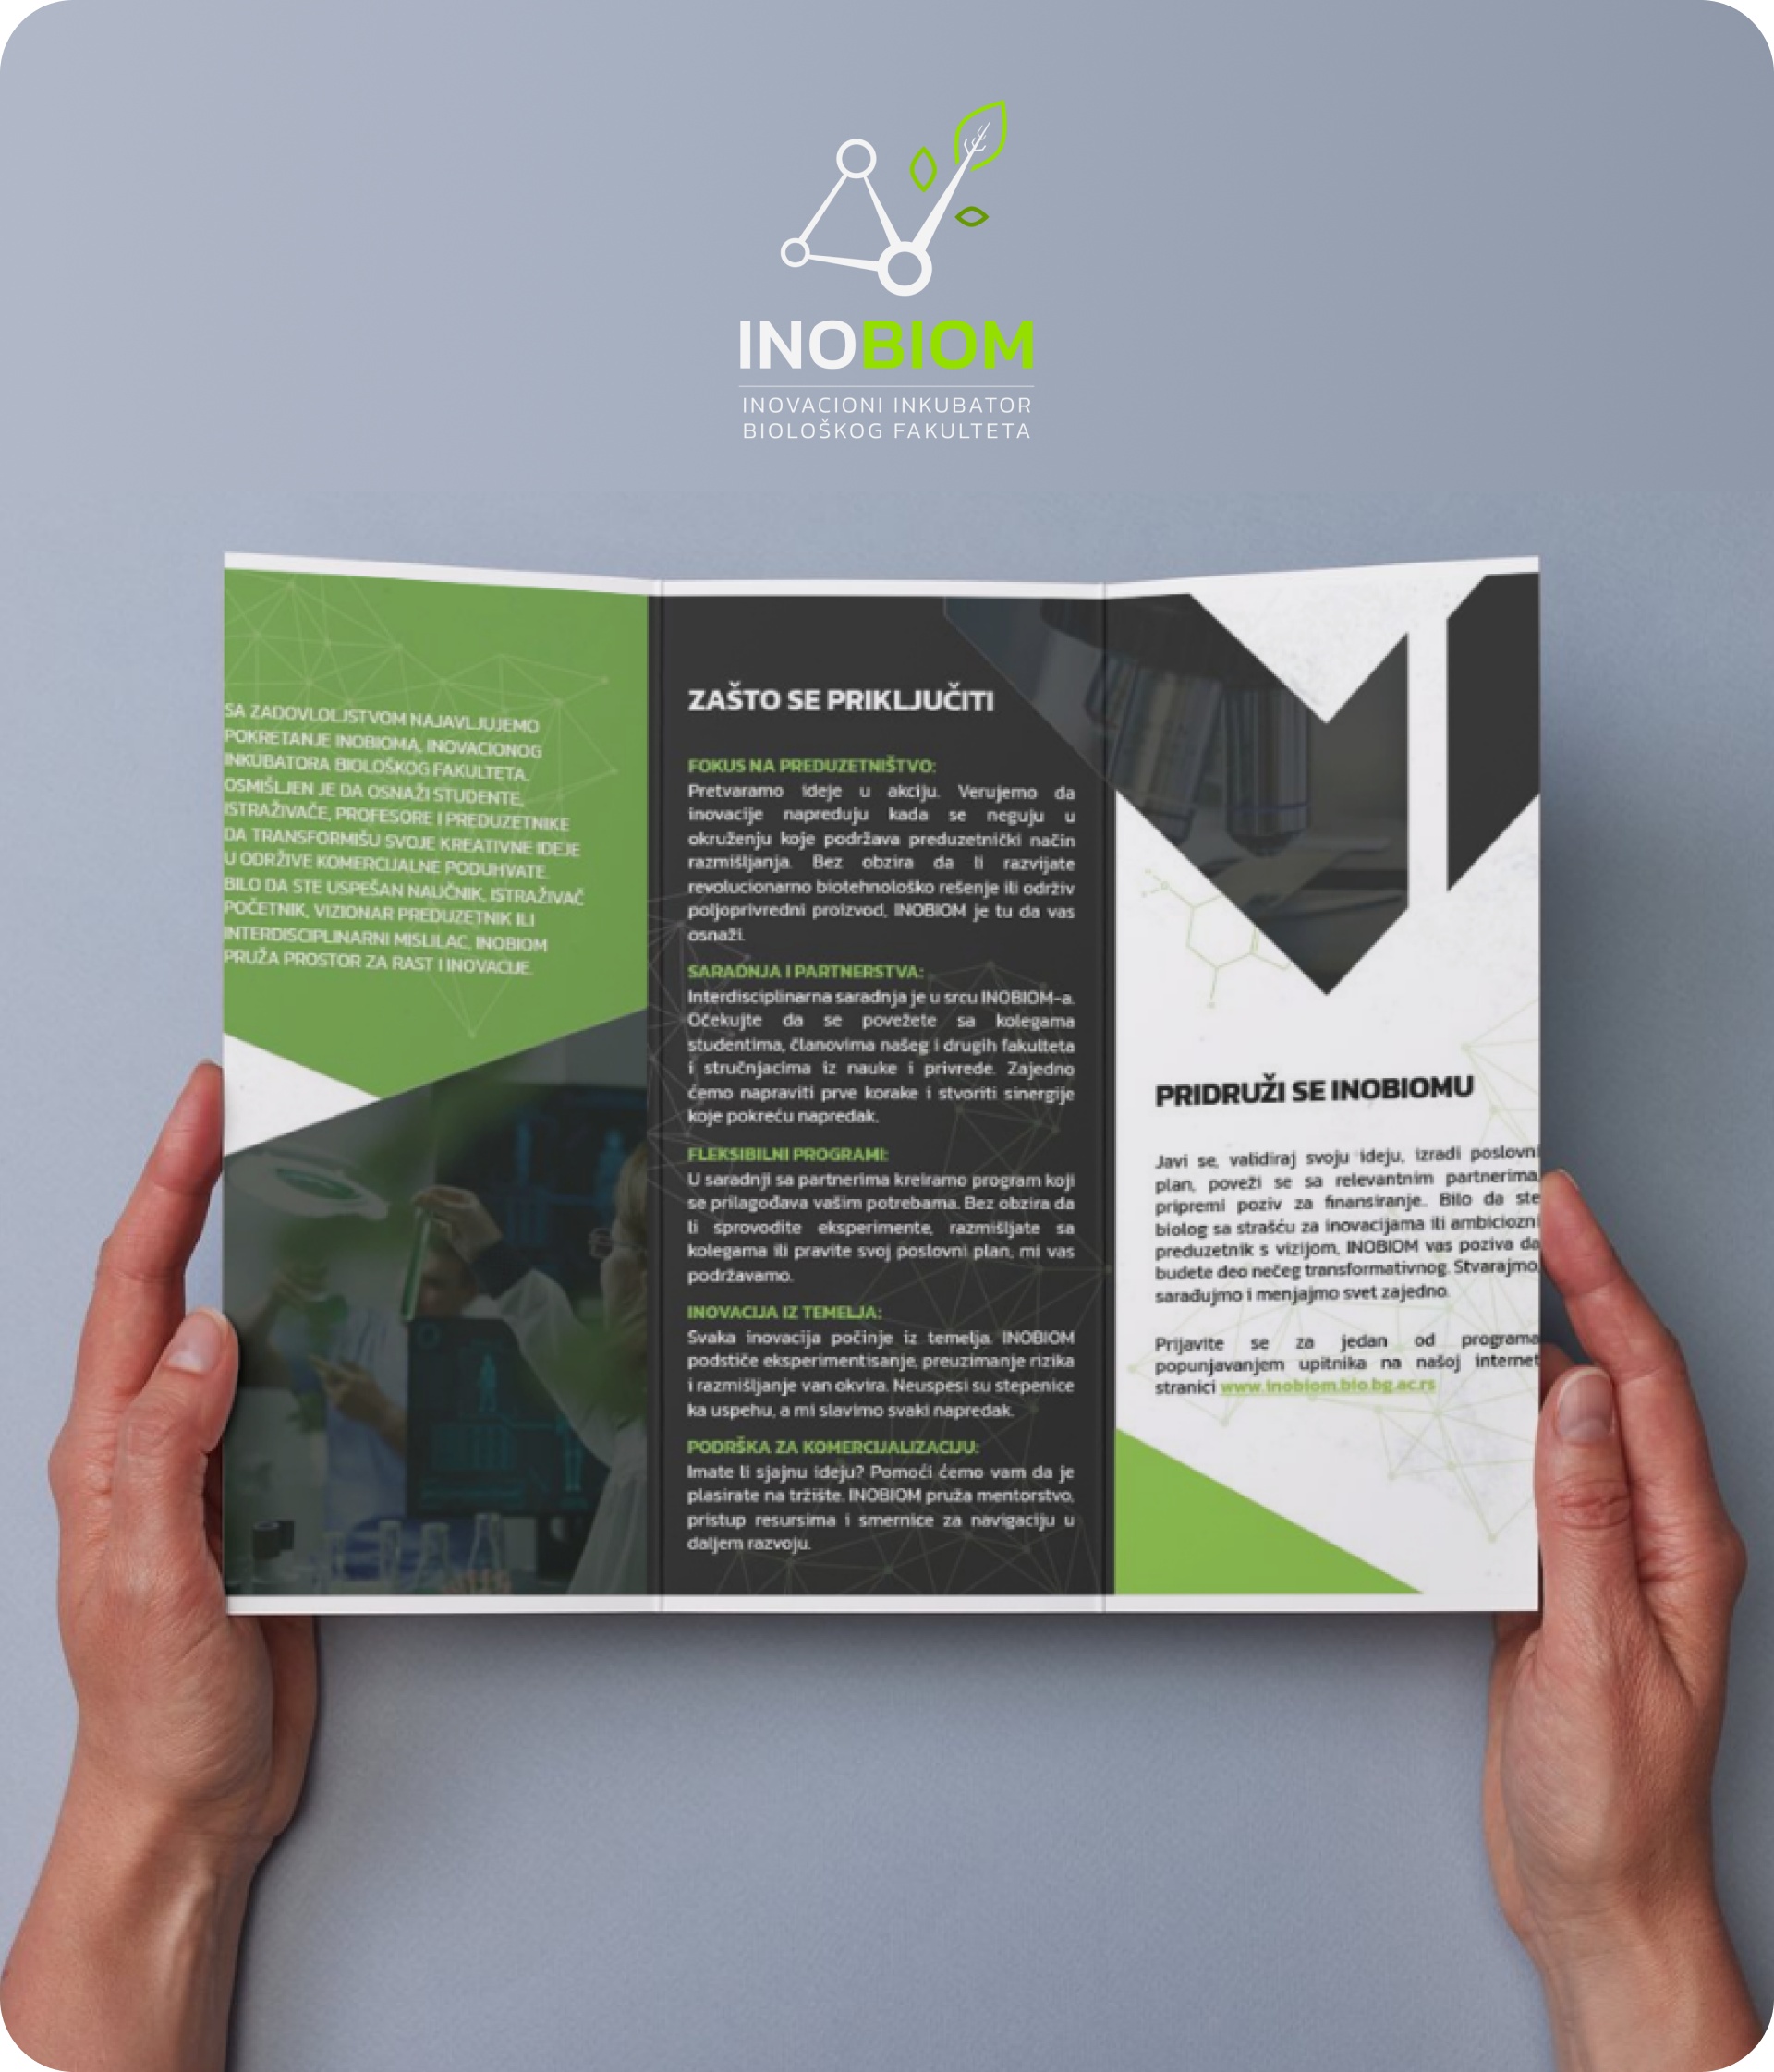 INOBIOM
INOVACIONI INKUBATOR
BIOLOŠKOG FAKULTETA
SA ZADOVLOLJSTVOM NAJAVLJUJEMO
POKRETANJE INOBIOMA, INOVACIONOG
INKUBATORA BIOLOŠKOG FAKULTETA.
OSMIŠLJEN JE DA OSNAŽI STUDENTE,
ISTRAŽIVAČE, PROFESORE I PREDUZETNIKE
DA TRANSFORMIŠU SVOJE KREATIVNE IDEJE
U ODRŽIVE KOMERCIJALNE PODUHVATE.
BILO DA STE USPEŠAN NAUČNIK, ISTRAŽIVAČ
POČETNIK, VIZIONAR PREDUZETNIK ILI
INTERDISCIPLINARNI MISLILAC, INOBIOM
PRUŽA PROSTOR ZA RAST I INOVACIJE.
ZAŠTO SE PRIKLJUČITI
FOKUS NA PREDUZETNIŠTVO:
Pretvaramo ideje u akciju. Verujemo da
inovacije napreduju kada se neguju u
okruženju koje podržava preduzetnički način
razmišljanja. Bez obzira da li razvijate
revolucionarno biotehnološko rešenje ili održiv
poljoprivredni proizvod, INOBIOM je tu da vas
osnaži.
SARADNJA I PARTNERSTVA:
Interdisciplinarna saradnja je u srcu INOBIOM-a.
Očekujte da se povežete sa kolegama
studentima, članovima našeg i drugih fakulteta
i stručnjacima iz nauke i privrede. Zajedno
ćemo napraviti prve korake i stvoriti sinergije
koje pokreću napredak.
FLEKSIBILNI PROGRAMI:
U saradnji sa partnerima kreiramo program koji
se prilagođava vašim potrebama. Bez obzira da
li sprovodite eksperimente, razmišljate sa
kolegama ili pravite svoj poslovni plan, mi vas
podržavamo.
INOVACIJA IZ TEMELJA:
Svaka inovacija počinje iz temelja. INOBIOM
podstiče eksperimentisanje, preuzimanje rizika
i razmišljanje van okvira. Neuspesi su stepenice
ka uspehu, a mi slavimo svaki napredak.
PODRŠKA ZA KOMERCIJALIZACIJU:
Imate li sjajnu ideju? Pomoći ćemo vam da je
plasirate na tržište. INOBIOM pruža mentorstvo,
pristup resursima i smernice za navigaciju u
daljem razvoju.
PRIDRUŽI SE INOBIOMU
Javi se, validiraj svoju ideju, izradi poslovni
plan, poveži se sa relevantnim partnerima,
pripremi poziv za finansiranje. Bilo da ste
biolog sa strašću za inovacijama ili ambiciozni
preduzetnik s vizijom, INOBIOM vas poziva da
budete deo nečeg transformativnog. Stvarajmo,
sarađujmo i menjajmo svet zajedno.
Prijavite se za jedan od programa
popunjavanjem upitnika na našoj internet
stranici www.inobiom.bio.bg.ac.rs